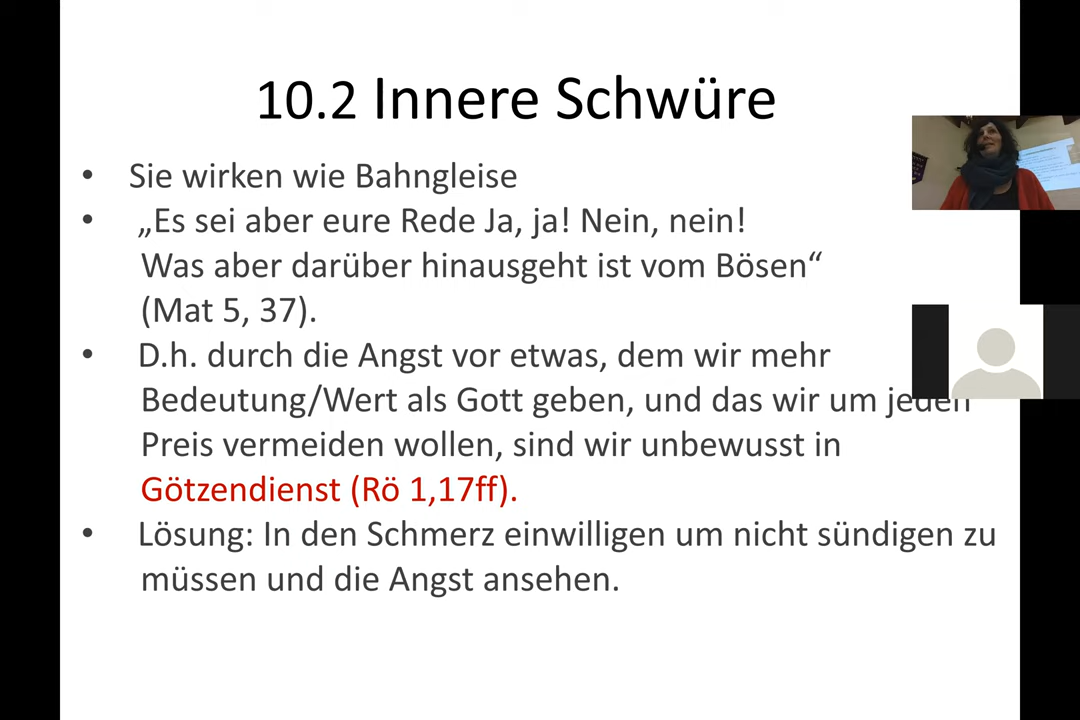 10.2 Innere Schwüre
• Sie wirken wie Bahngleise
• „Es sei aber eure Rede Ja, ja! Nein, nein!
Was aber darüber hinausgeht ist vom Bösen“
(Mat 5, 37).
• D.h. durch die Angst vor etwas, dem wir mehr
Bedeutung/Wert als Gott geben, und das wir um jeden
Preis vermeiden wollen, sind wir unbewusst in
Götzendienst (Rö 1,17ff).
• Lösung: In den Schmerz einwilligen um nicht sündigen zu
müssen und die Angst ansehen.